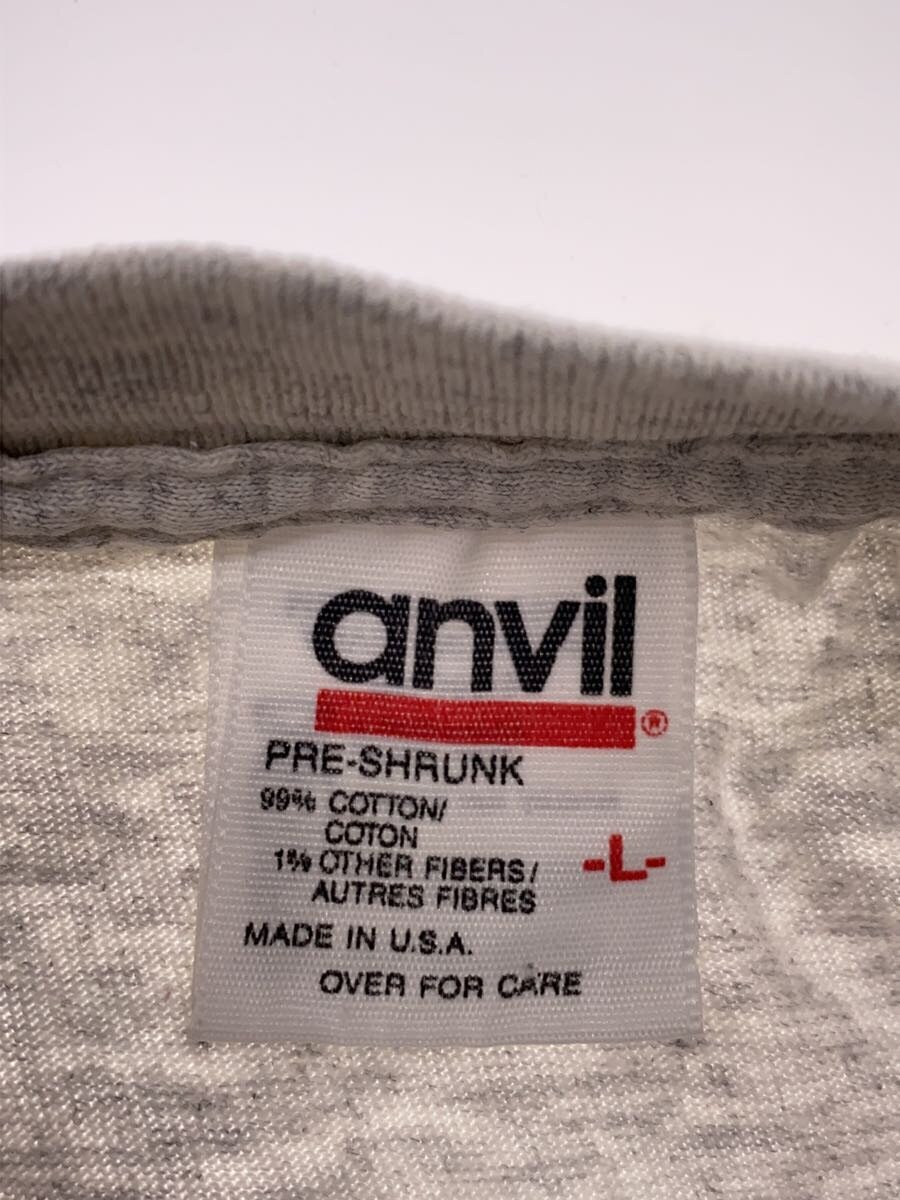 anvil®
PRE-SHRUNK
99% COTTON/
COTON
1% OTHER FIBERS/
AUTRES FIBRES
-L-
MADE IN U.S.A.
OVER FOR CARE